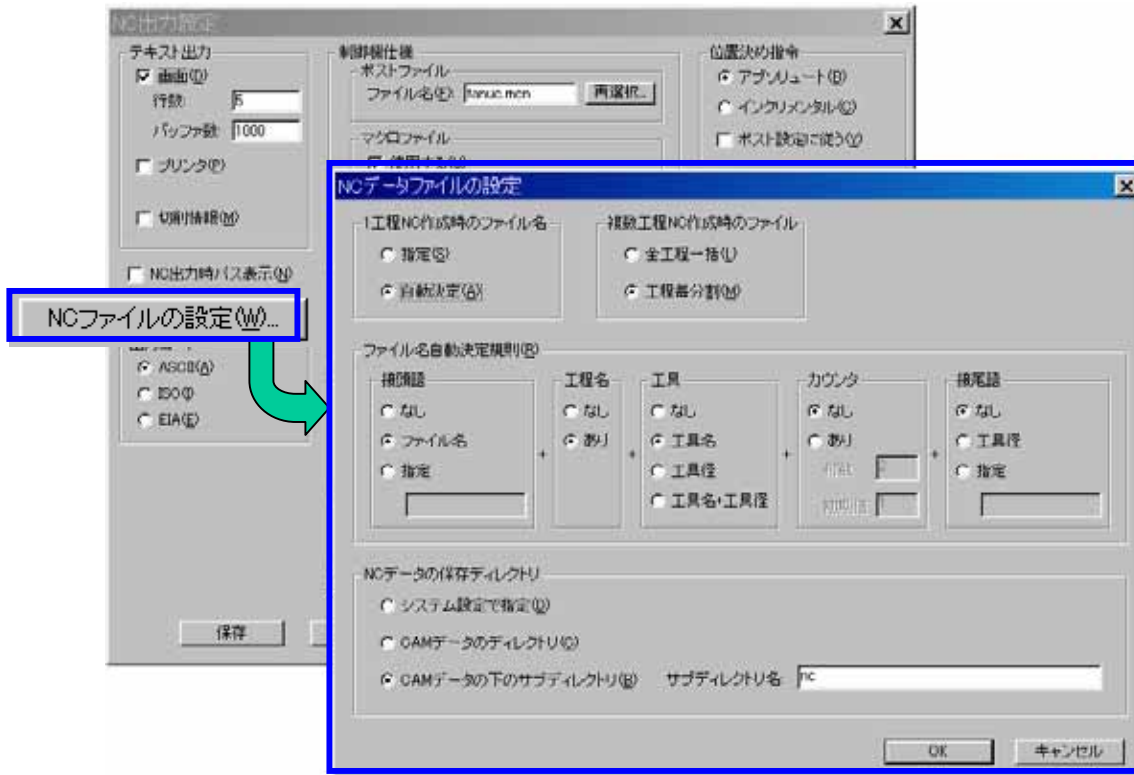 NC出力設定
テキスト出力
画面(D)
行数 5
バッファ数 1000
プリンタ(P)
切削情報(M)
NC出力時パス表示(N)
NCファイルの設定(W)...
ASCII(A)
ISO(I)
EIA(E)
保存
制御機仕様
ポストファイル
ファイル名(F) fanuc.mcn 再選択...
マクロファイル
位置決め指令
アブソリュート(B)
インクリメンタル(C)
ポスト設定に従う(Y)
NCデータファイルの設定
1工程NC作成時のファイル名
指定(S)
自動決定(A)
複数工程NC作成時のファイル
全工程一括(L)
工程毎分割(M)
ファイル名自動決定規則(R)
接頭語
なし
ファイル名
指定
+
工程名
なし
あり
+
工具
なし
工具名
工具径
工具名+工具径
+
カウンタ
なし
あり
+
接尾語
なし
工具径
指定
NCデータの保存ディレクトリ
システム設定で指定(D)
CAMデータのディレクトリ(C)
CAMデータの下のサブディレクトリ(B) サブディレクトリ名 nc
OK キャンセル